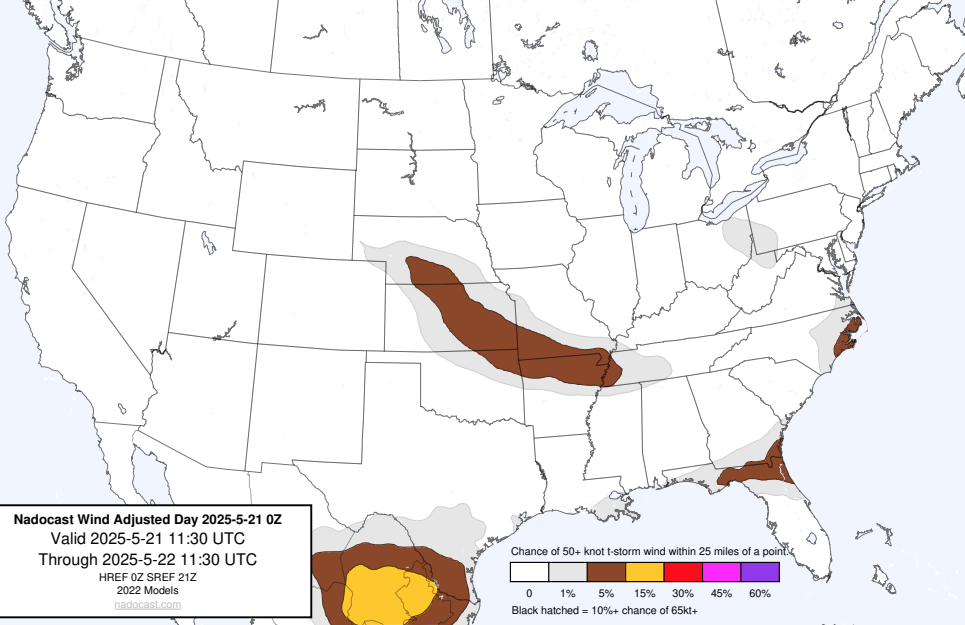 Nadocast Wind Adjusted Day 2025-5-21 0Z
Valid 2025-5-21 11:30 UTC
Through 2025-5-22 11:30 UTC
HREF 0Z SREF 21Z
2022 Models
nadocast.com
Chance of 50+ knot t-storm wind within 25 miles of a point.
0 1% 5% 15% 30% 45% 60%
Black hatched = 10%+ chance of 65kt+